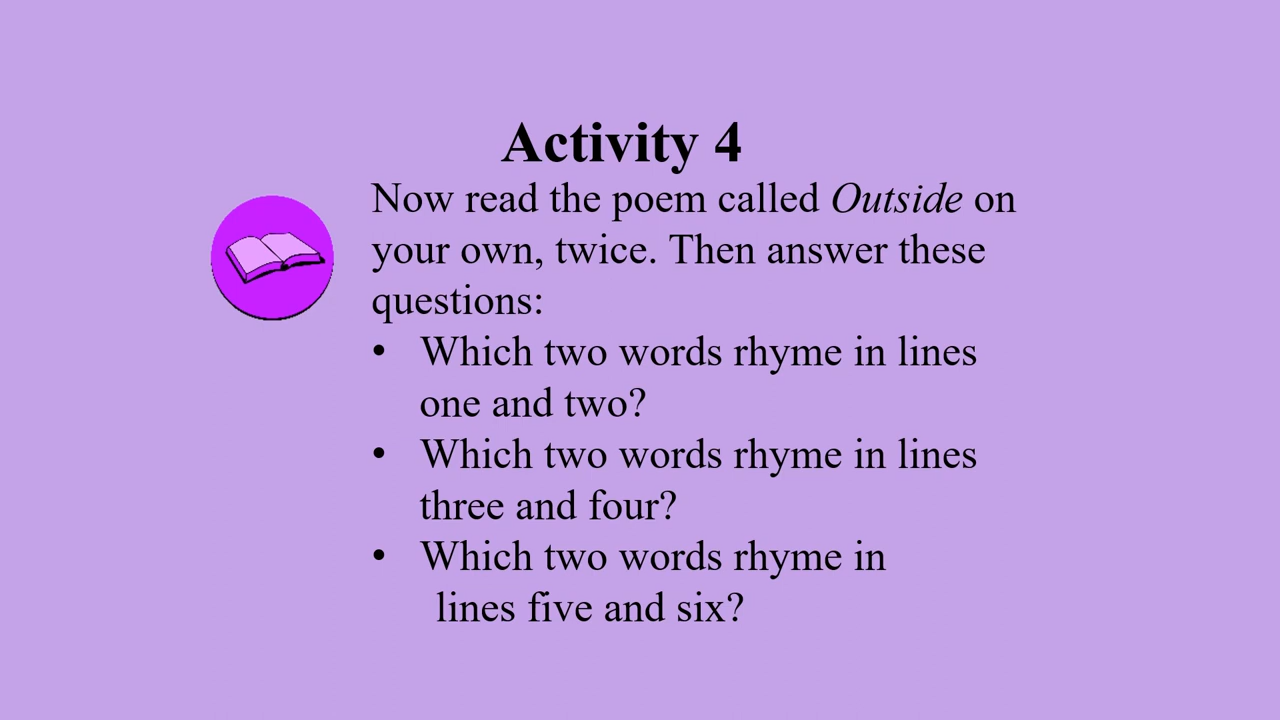 Activity 4
Now read the poem called Outside on
your own, twice. Then answer these
questions:
• Which two words rhyme in lines
one and two?
• Which two words rhyme in lines
three and four?
• Which two words rhyme in
lines five and six?